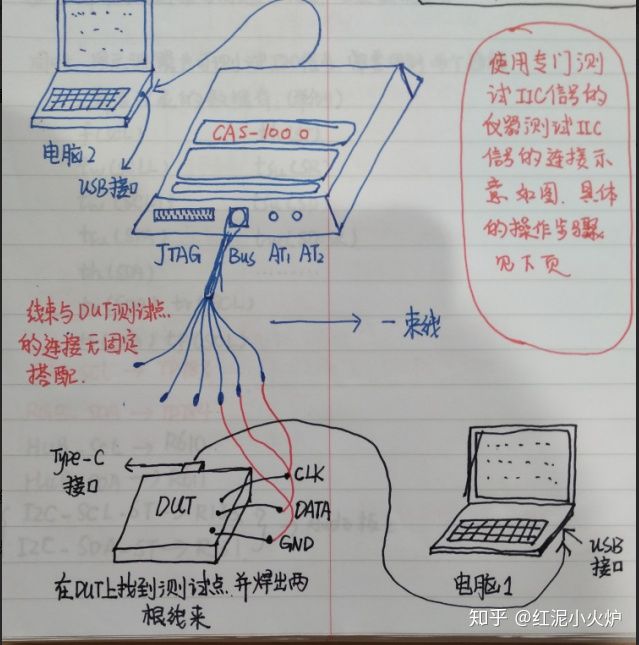 使用专门测
试IIC信号的
仪器测试IIC
信号的连接示
意如图.具体
的操作步骤
见下页
CAS-1000
电脑2
USB接口
JTAG Bus AT1 AT2
线束与DUT测试点
的连接无固定
搭配.
一束线
Type-C
接口
DUT
CLK
DATA
GND
USB
接口
电脑1
在DUT上找到测试点.并焊出两
根线来
知乎 @红泥小火炉